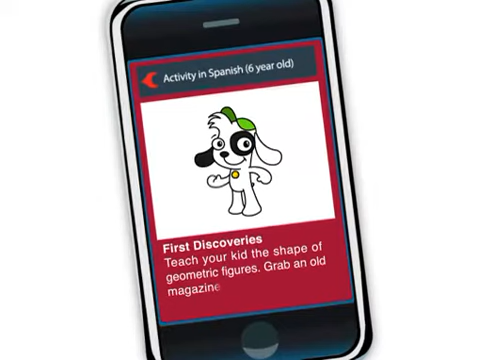 Activity in Spanish (6 year old)
First Discoveries
Teach your kid the shape of
geometric figures. Grab an old
magazine